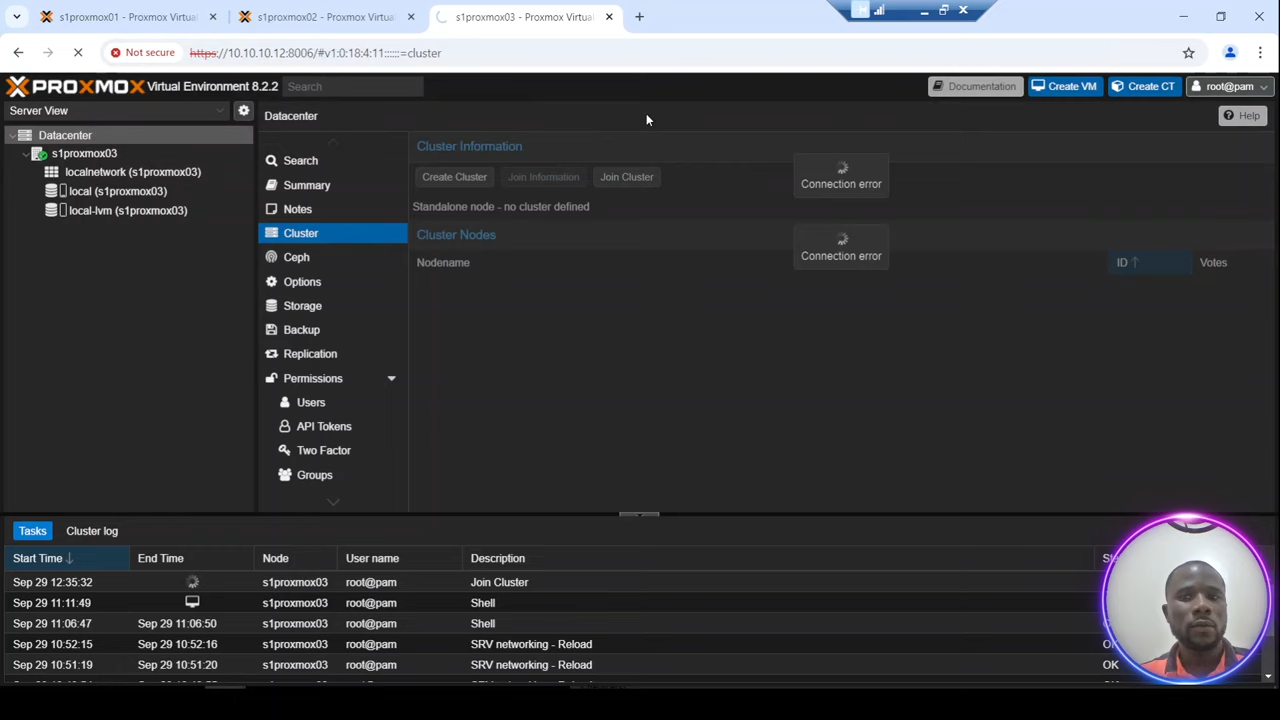 s1proxmox01 - Proxmox Virtual
s1proxmox02 - Proxmox Virtual
s1proxmox03 - Proxmox Virtual
Not secure https://10.10.10.12:8006/#v1:0:18:4:11::::::=cluster
PROXMOX Virtual Environment 8.2.2 Search Documentation Create VM Create CT root@pam
Server View
Datacenter
s1proxmox03
localnetwork (s1proxmox03)
local (s1proxmox03)
local-lvm (s1proxmox03)
Datacenter Help
Search
Summary
Notes
Cluster
Ceph
Options
Storage
Backup
Replication
Permissions
Users
API Tokens
Two Factor
Groups
Cluster Information
Create Cluster Join Information Join Cluster
Standalone node - no cluster defined
Connection error
Cluster Nodes
Nodename ID Votes
Connection error
Tasks Cluster log
Start Time End Time Node User name Description
Sep 29 12:35:32 s1proxmox03 root@pam Join Cluster
Sep 29 11:11:49 s1proxmox03 root@pam Shell
Sep 29 11:06:47 Sep 29 11:06:50 s1proxmox03 root@pam Shell
Sep 29 10:52:15 Sep 29 10:52:16 s1proxmox03 root@pam SRV networking - Reload
Sep 29 10:51:19 Sep 29 10:51:20 s1proxmox03 root@pam SRV networking - Reload OK